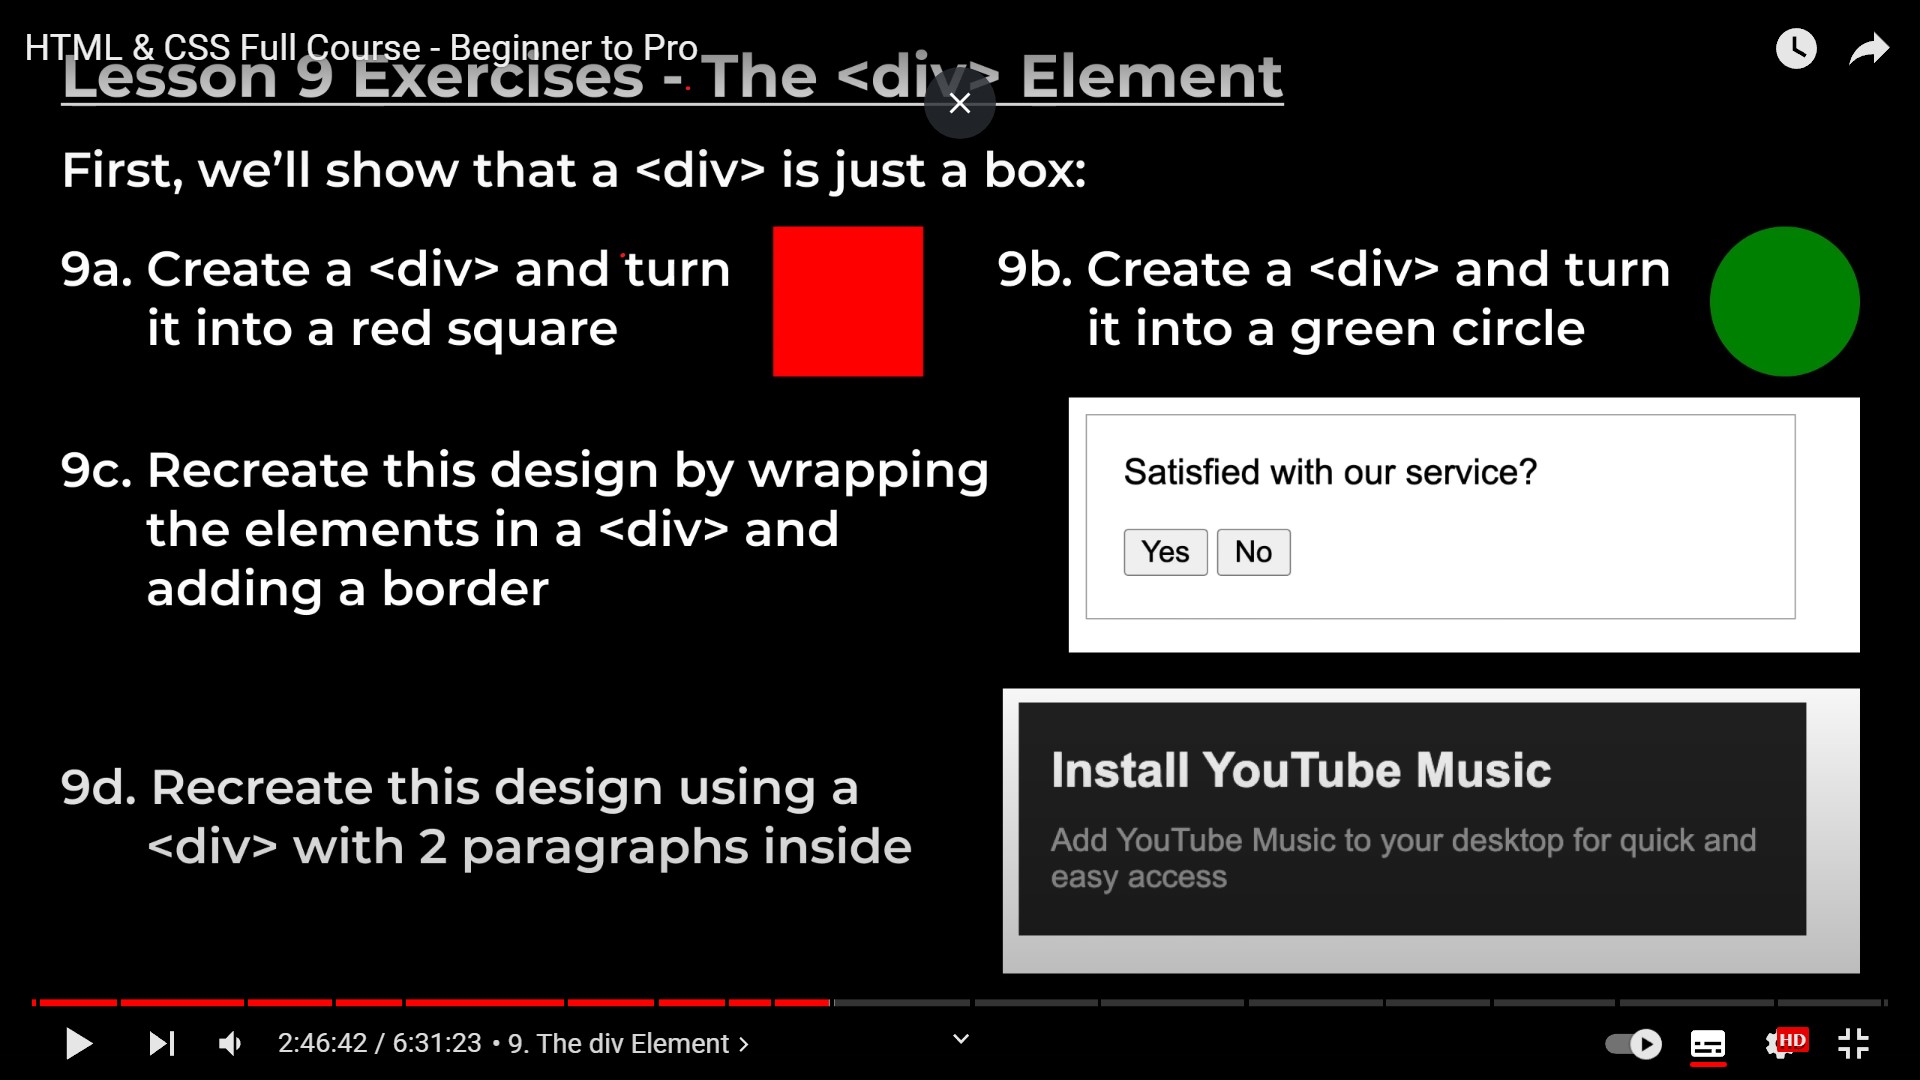 HTML & CSS Full Course - Beginner to Pro
Lesson 9 Exercises - The <div> Element
First, we’ll show that a <div> is just a box:
9a. Create a <div> and turn
it into a red square
9b. Create a <div> and turn
it into a green circle
9c. Recreate this design by wrapping
the elements in a <div> and
adding a border
Satisfied with our service?
Yes No
9d. Recreate this design using a
<div> with 2 paragraphs inside
Install YouTube Music
Add YouTube Music to your desktop for quick and
easy access
2:46:42 / 6:31:23 • 9. The div Element >
HD